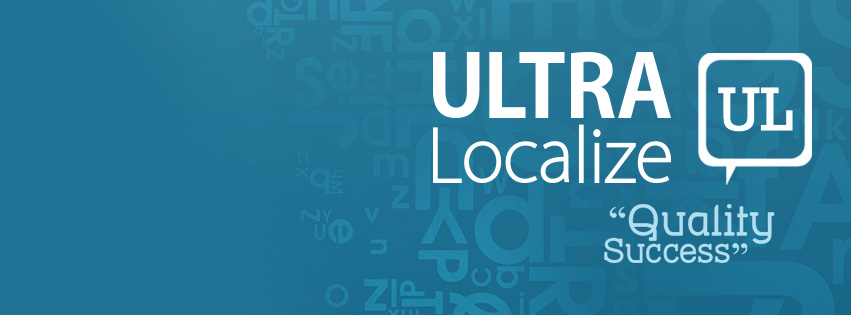 ULTRA
Localize
UL
“Quality
Success”